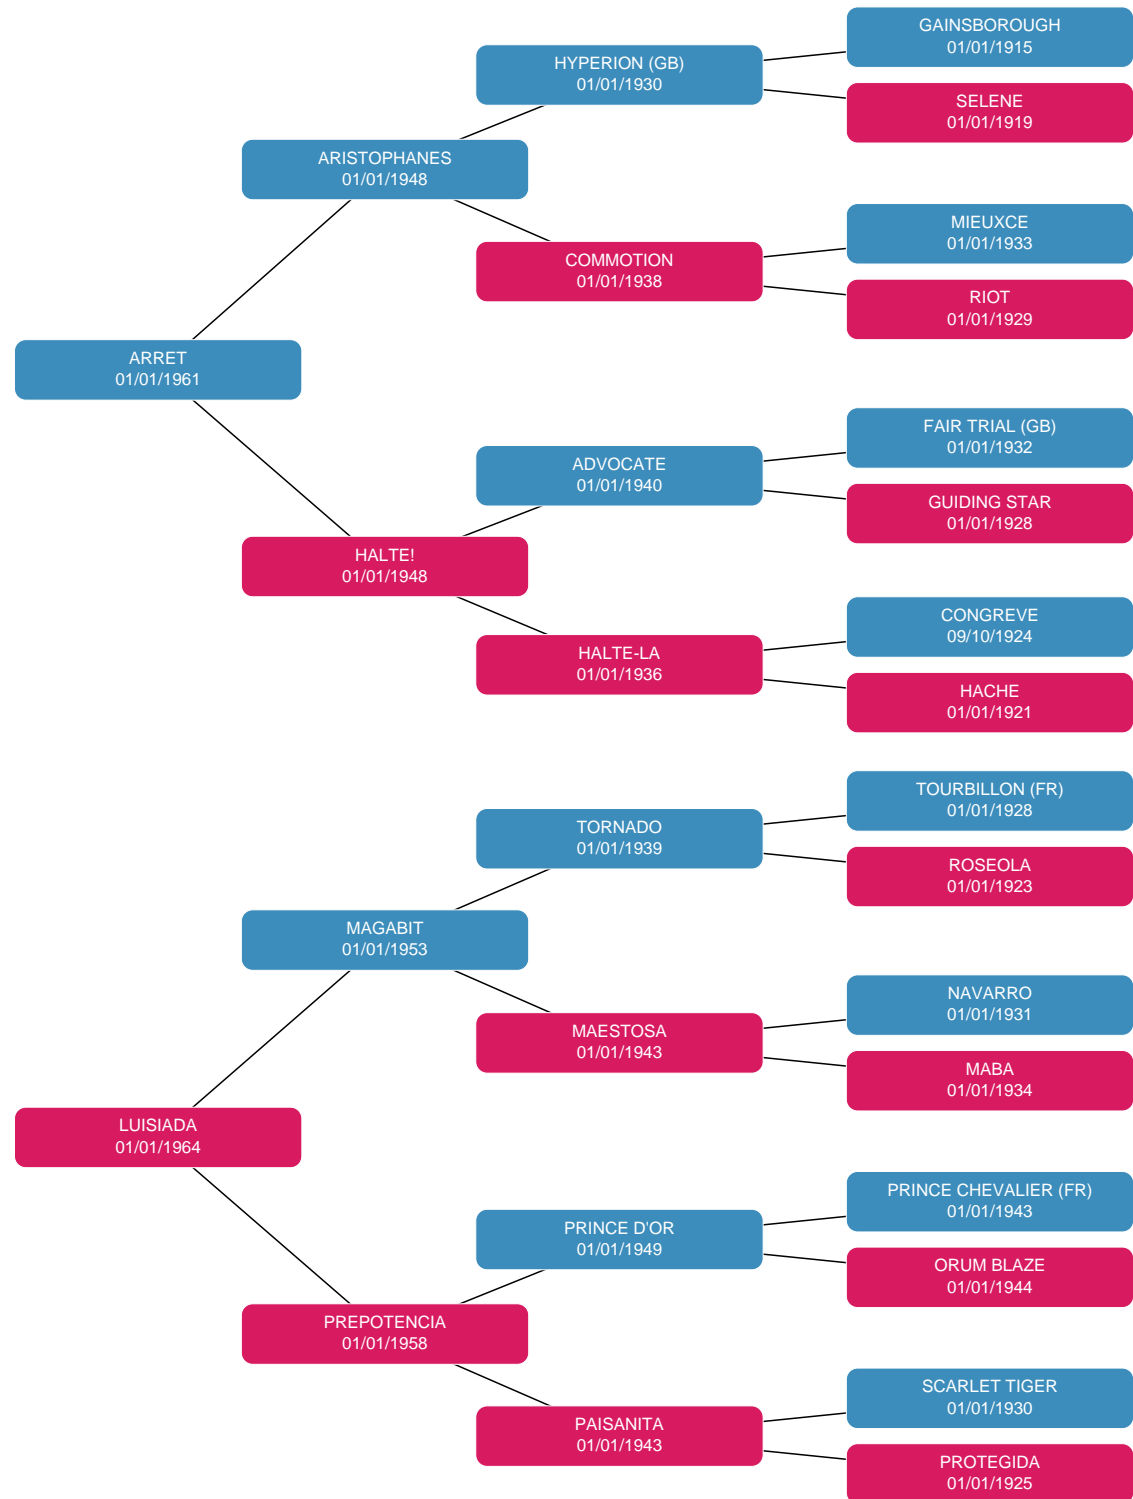 GAINSBOROUGH
01/01/1915
HYPERION (GB)
01/01/1930
SELENE
01/01/1919
ARISTOPHANES
01/01/1948
MIEUXCE
01/01/1933
COMMOTION
01/01/1938
RIOT
01/01/1929
ARRET
01/01/1961
FAIR TRIAL (GB)
01/01/1932
ADVOCATE
01/01/1940
GUIDING STAR
01/01/1928
HALTE!
01/01/1948
CONGREVE
09/10/1924
HALTE-LA
01/01/1936
HACHE
01/01/1921
TOURBILLON (FR)
01/01/1928
TORNADO
01/01/1939
ROSEOLA
01/01/1923
MAGABIT
01/01/1953
NAVARRO
01/01/1931
MAESTOSA
01/01/1943
MABA
01/01/1934
LUISIADA
01/01/1964
PRINCE CHEVALIER (FR)
01/01/1943
PRINCE D'OR
01/01/1949
ORUM BLAZE
01/01/1944
PREPOTENCIA
01/01/1958
SCARLET TIGER
01/01/1930
PAISANITA
01/01/1943
PROTEGIDA
01/01/1925